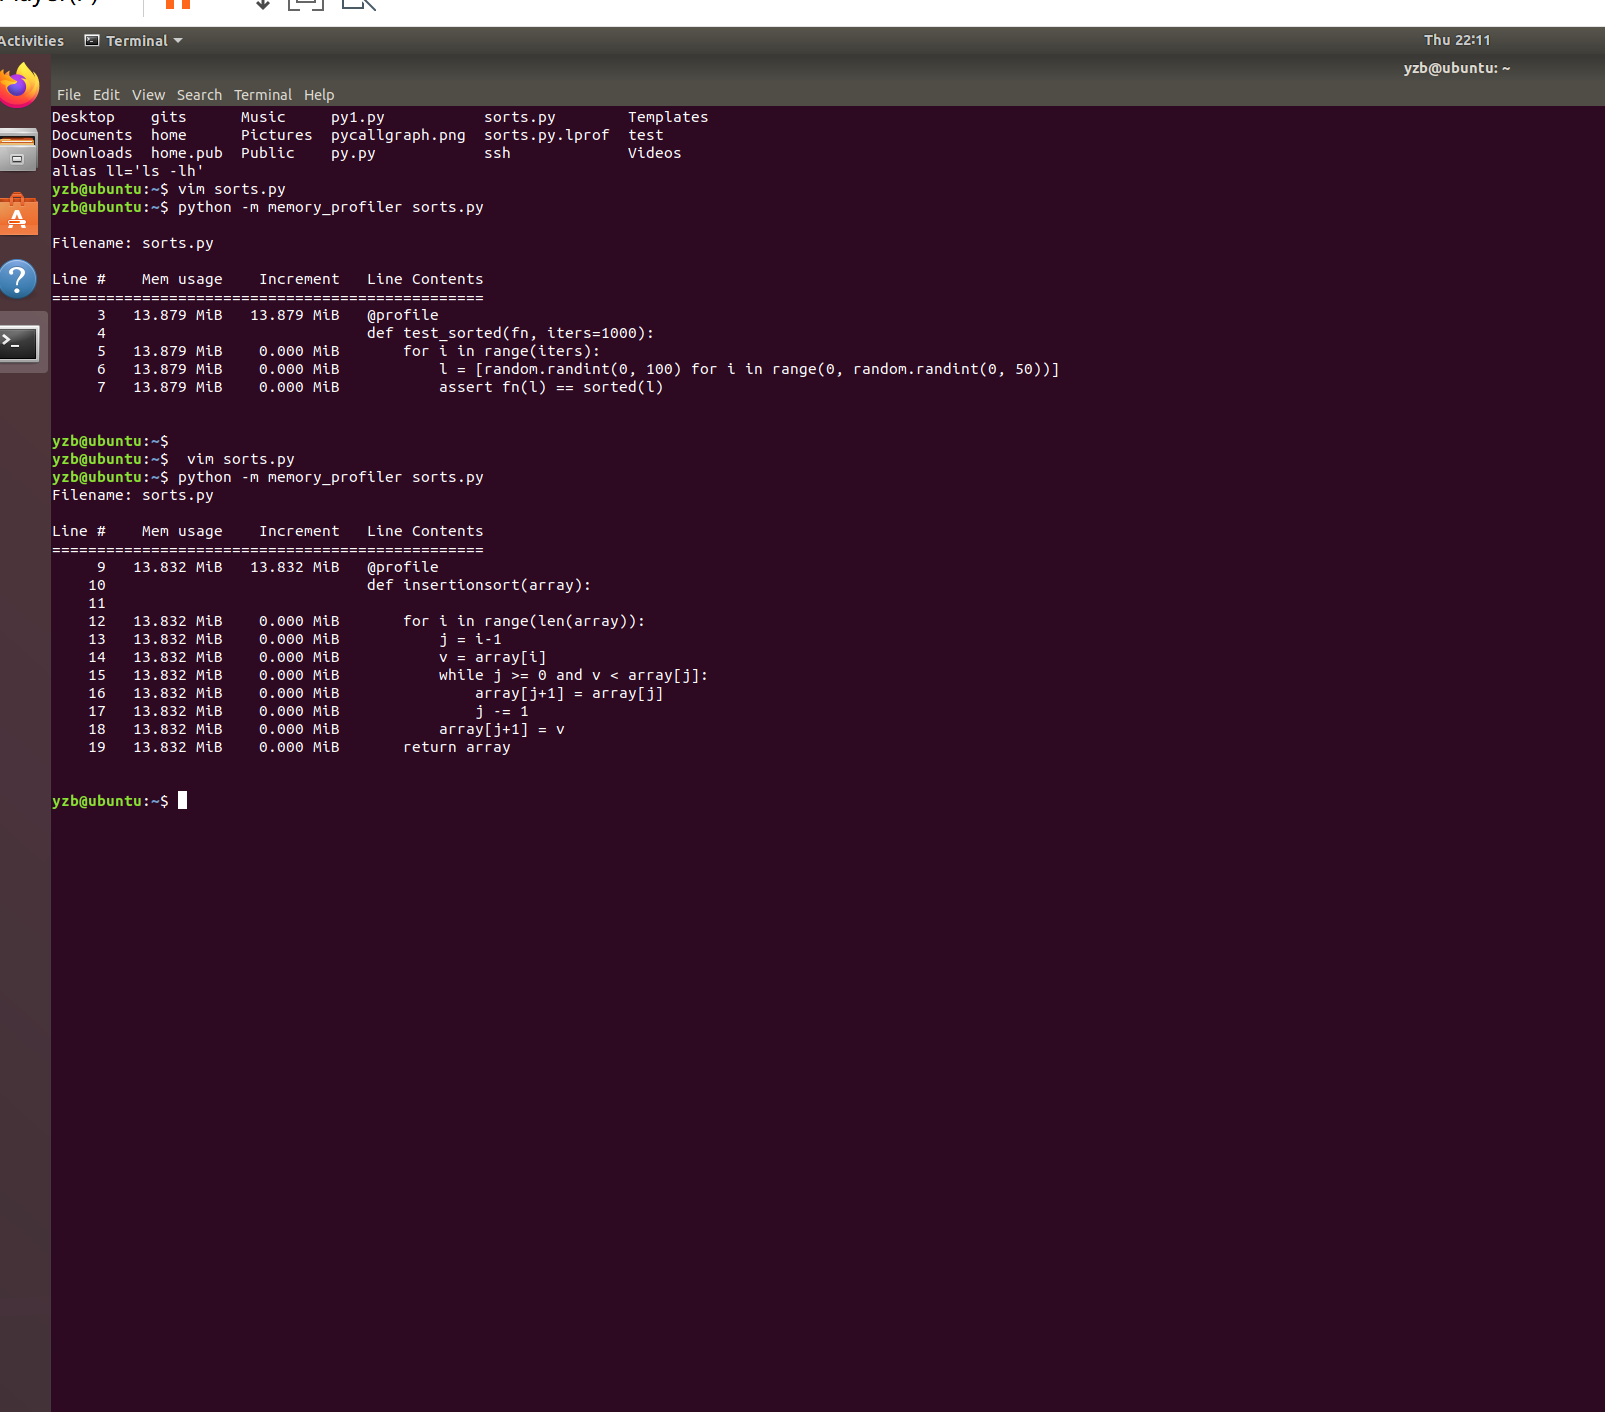 Activities Terminal Thu 22:11
yzb@ubuntu: ~
File Edit View Search Terminal Help
Desktop    gits      Music     py1.py           sorts.py        Templates
Documents  home      Pictures  pycallgraph.png  sorts.py.lprof  test
Downloads  home.pub  Public    py.py            ssh             Videos
alias ll='ls -lh'
yzb@ubuntu:~$ vim sorts.py
yzb@ubuntu:~$ python -m memory_profiler sorts.py
Filename: sorts.py
Line #    Mem usage    Increment   Line Contents
================================================
     3   13.879 MiB   13.879 MiB   @profile
     4                             def test_sorted(fn, iters=1000):
     5   13.879 MiB    0.000 MiB       for i in range(iters):
     6   13.879 MiB    0.000 MiB           l = [random.randint(0, 100) for i in range(0, random.randint(0, 50))]
     7   13.879 MiB    0.000 MiB           assert fn(l) == sorted(l)
yzb@ubuntu:~$
yzb@ubuntu:~$  vim sorts.py
yzb@ubuntu:~$ python -m memory_profiler sorts.py
Filename: sorts.py
Line #    Mem usage    Increment   Line Contents
================================================
     9   13.832 MiB   13.832 MiB   @profile
    10                             def insertionsort(array):
    11
    12   13.832 MiB    0.000 MiB       for i in range(len(array)):
    13   13.832 MiB    0.000 MiB           j = i-1
    14   13.832 MiB    0.000 MiB           v = array[i]
    15   13.832 MiB    0.000 MiB           while j >= 0 and v < array[j]:
    16   13.832 MiB    0.000 MiB               array[j+1] = array[j]
    17   13.832 MiB    0.000 MiB               j -= 1
    18   13.832 MiB    0.000 MiB           array[j+1] = v
    19   13.832 MiB    0.000 MiB       return array
yzb@ubuntu:~$